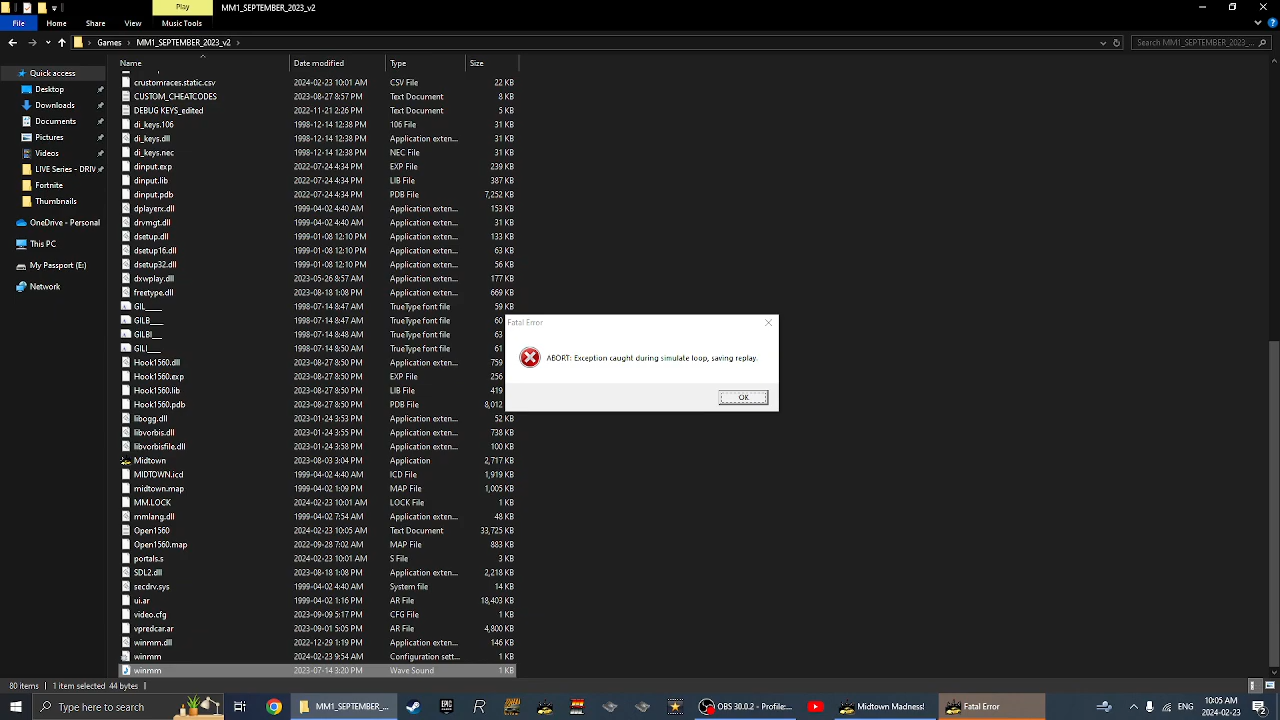 Play
MM1_SEPTEMBER_2023_v2
File
Home
Share
View
Music Tools
Games
MM1_SEPTEMBER_2023_v2
Search MM1_SEPTEMBER_2023_...
Name
Date modified
Type
Size
Quick access
Desktop
Downloads
Documents
Pictures
Videos
LIVE Series - DRIV
Fortnite
Thumbnails
OneDrive - Personal
This PC
My Passport (E:)
Network
crustomraces.static.csv 2024-02-23 10:01 AM CSV File 22 KB
CUSTOM_CHEATCODES 2023-08-27 8:57 PM Text Document 8 KB
DEBUG KEYS_edited 2022-11-21 2:26 PM Text Document 5 KB
di_keys.106 1998-12-14 12:38 PM 106 File 31 KB
di_keys.dll 1998-12-14 12:38 PM Application exten... 31 KB
di_keys.nec 1998-12-14 12:38 PM NEC File 31 KB
dinput.exp 2022-07-24 4:34 PM EXP File 239 KB
dinput.lib 2022-07-24 4:34 PM LIB File 387 KB
dinput.pdb 2022-07-24 4:34 PM PDB File 7,252 KB
dplayerx.dll 1999-04-02 4:40 AM Application exten... 153 KB
drvmgt.dll 1999-04-02 4:40 AM Application exten... 31 KB
dsetup.dll 1999-01-08 12:10 PM Application exten... 133 KB
dsetup16.dll 1999-01-08 12:10 PM Application exten... 63 KB
dsetup32.dll 1999-01-08 12:10 PM Application exten... 56 KB
dxwplay.dll 2023-05-26 8:57 AM Application exten... 177 KB
freetype.dll 2023-08-18 1:08 PM Application exten... 669 KB
GIL____ 1998-07-14 8:47 AM TrueType font file 59 KB
GILB___ 1998-07-14 8:47 AM TrueType font file 60
GILBI__ 1998-07-14 8:48 AM TrueType font file 63
GILI___ 1998-07-14 8:50 AM TrueType font file 61
Hook1560.dll 2023-08-27 8:50 PM Application exten... 759
Hook1560.exp 2023-08-27 8:50 PM EXP File 256
Hook1560.lib 2023-08-27 8:50 PM LIB File 419
Hook1560.pdb 2023-08-27 8:50 PM PDB File 8,012
libogg.dll 2023-01-24 3:53 PM Application exten... 52 KB
libvorbis.dll 2023-01-24 3:55 PM Application exten... 738 KB
libvorbisfile.dll 2023-01-24 3:58 PM Application exten... 100 KB
Midtown 2023-08-03 3:04 PM Application 2,717 KB
MIDTOWN.icd 1999-04-02 4:40 AM ICD File 1,919 KB
midtown.map 1999-04-02 1:09 PM MAP File 1,005 KB
MM.LOCK 2024-02-23 10:01 AM LOCK File 1 KB
mmlang.dll 1999-04-02 7:54 AM Application exten... 48 KB
Open1560 2024-02-23 10:05 AM Text Document 33,725 KB
Open1560.map 2022-09-28 7:02 AM MAP File 883 KB
portals.s 2024-02-23 10:01 AM S File 3 KB
SDL2.dll 2023-08-18 1:08 PM Application exten... 2,218 KB
secdrv.sys 1999-04-02 4:40 AM System file 14 KB
ui.ar 1999-04-02 1:16 PM AR File 18,403 KB
video.cfg 2023-09-09 5:17 PM CFG File 1 KB
vpredcar.ar 2023-09-01 5:05 PM AR File 4,800 KB
winmm.dll 2022-12-29 1:19 PM Application exten... 146 KB
winmm 2024-02-23 9:54 AM Configuration sett... 1 KB
winmm 2023-07-14 3:20 PM Wave Sound 1 KB
Fatal Error
ABORT: Exception caught during simulate loop, saving replay.
OK
80 items
1 item selected 44 bytes
Type here to search
MM1_SEPTEMBER_...
OBS 30.0.2 - Profile...
Midtown Madness!
Fatal Error
ENG
10:05 AM
2024-02-23